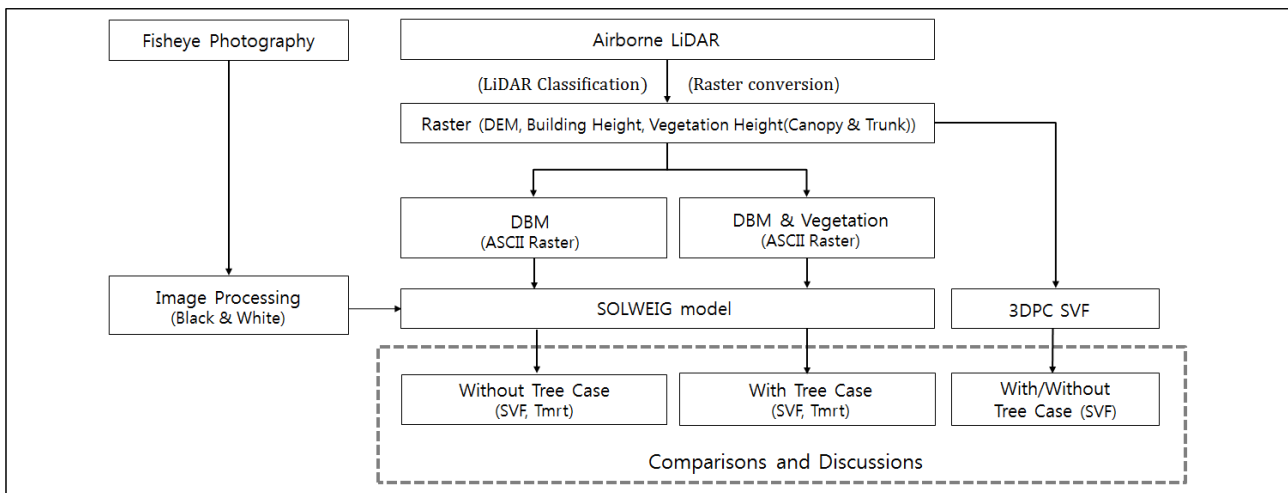 Fisheye Photography
Airborne LiDAR
(LiDAR Classification) (Raster conversion)
Raster (DEM, Building Height, Vegetation Height(Canopy & Trunk))
DBM
(ASCII Raster)
DBM & Vegetation
(ASCII Raster)
Image Processing
(Black & White)
SOLWEIG model
3DPC SVF
Without Tree Case
(SVF, Tmrt)
With Tree Case
(SVF, Tmrt)
With/Without
Tree Case (SVF)
Comparisons and Discussions